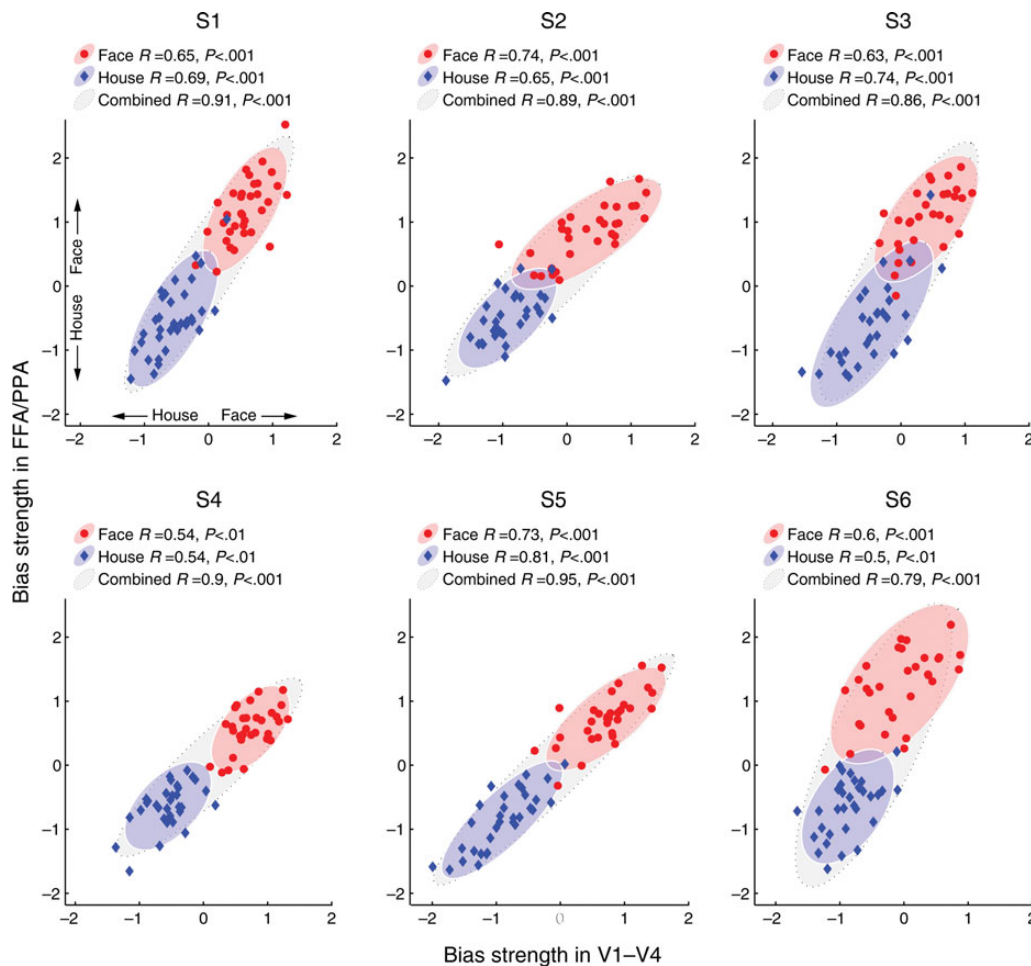 S1
Face R=0.65, P<.001
House R=0.69, P<.001
Combined R=0.91, P<.001
S2
Face R=0.74, P<.001
House R=0.65, P<.001
Combined R=0.89, P<.001
S3
Face R=0.63, P<.001
House R=0.74, P<.001
Combined R=0.86, P<.001
2
1
0
−1
−2
House Face
House Face
−2 −1 0 1 2
2
1
0
−1
−2
−2 −1 0 1 2
2
1
0
−1
−2
−2 −1 0 1 2
Bias strength in FFA/PPA
S4
Face R=0.54, P<.01
House R=0.54, P<.01
Combined R=0.9, P<.001
S5
Face R=0.73, P<.001
House R=0.81, P<.001
Combined R=0.95, P<.001
S6
Face R=0.6, P<.001
House R=0.5, P<.01
Combined R=0.79, P<.001
2
1
0
−1
−2
−2 −1 0 1 2
2
1
0
−1
−2
−2 −1 0 1 2
2
1
0
−1
−2
−2 −1 0 1 2
Bias strength in V1–V4